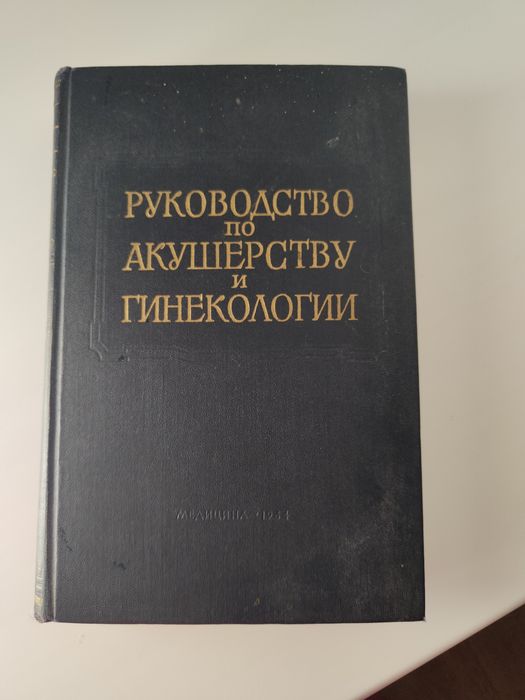 РУКОВОДСТВО
ПО
АКУШЕРСТВУ
И
ГИНЕКОЛОГИИ
МЕДИЦИНА